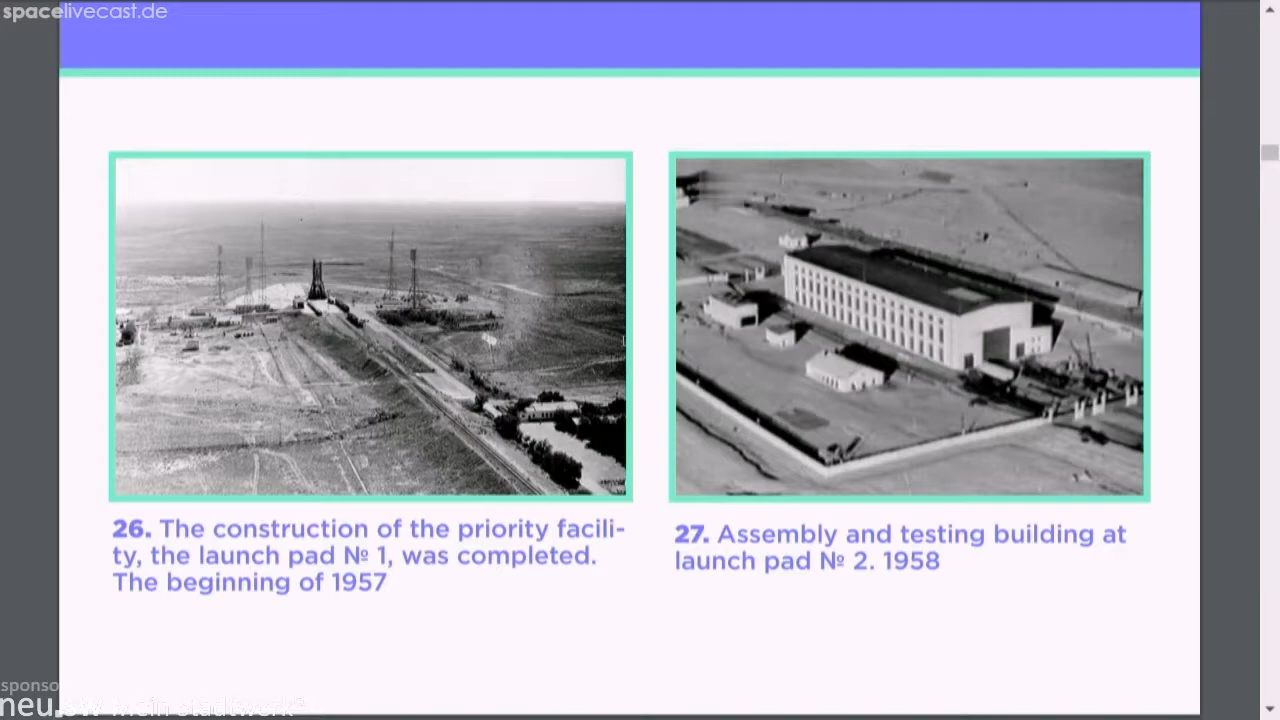 spacelivecast.de
26. The construction of the priority facili-
ty, the launch pad № 1, was completed.
The beginning of 1957
27. Assembly and testing building at
launch pad № 2. 1958
sponso
neu.sw